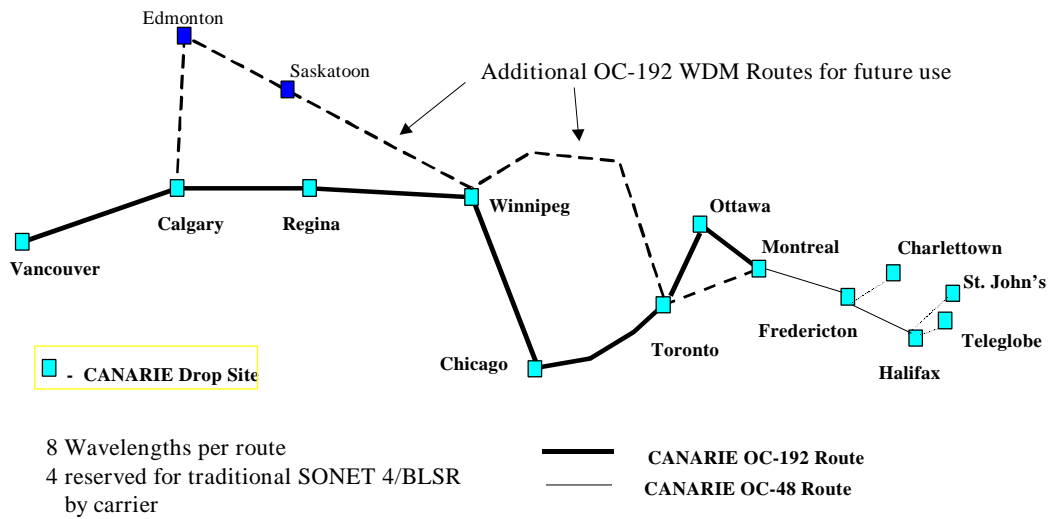 Edmonton
Saskatoon
Additional OC-192 WDM Routes for future use
Winnipeg
Ottawa
Calgary
Regina
Montreal
Charlettown
Vancouver
St. John's
Fredericton
Teleglobe
Chicago
Toronto
Halifax
- CANARIE Drop Site
8 Wavelengths per route
4 reserved for traditional SONET 4/BLSR
by carrier
CANARIE OC-192 Route
CANARIE OC-48 Route